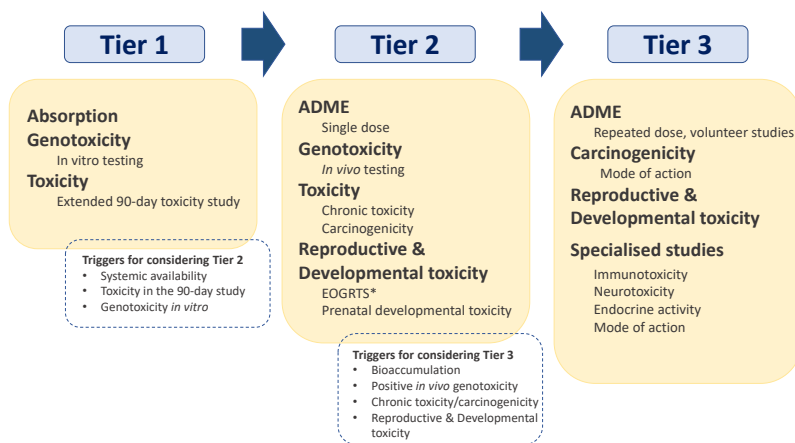 Tier 1
Absorption
Genotoxicity
In vitro testing
Toxicity
Extended 90-day toxicity study
Triggers for considering Tier 2
• Systemic availability
• Toxicity in the 90-day study
• Genotoxicity in vitro
Tier 2
ADME
Single dose
Genotoxicity
In vivo testing
Toxicity
Chronic toxicity
Carcinogenicity
Reproductive &
Developmental toxicity
EOGRTS*
Prenatal developmental toxicity
Triggers for considering Tier 3
• Bioaccumulation
• Positive in vivo genotoxicity
• Chronic toxicity/carcinogenicity
• Reproductive & Developmental
toxicity
Tier 3
ADME
Repeated dose, volunteer studies
Carcinogenicity
Mode of action
Reproductive &
Developmental toxicity
Specialised studies
Immunotoxicity
Neurotoxicity
Endocrine activity
Mode of action